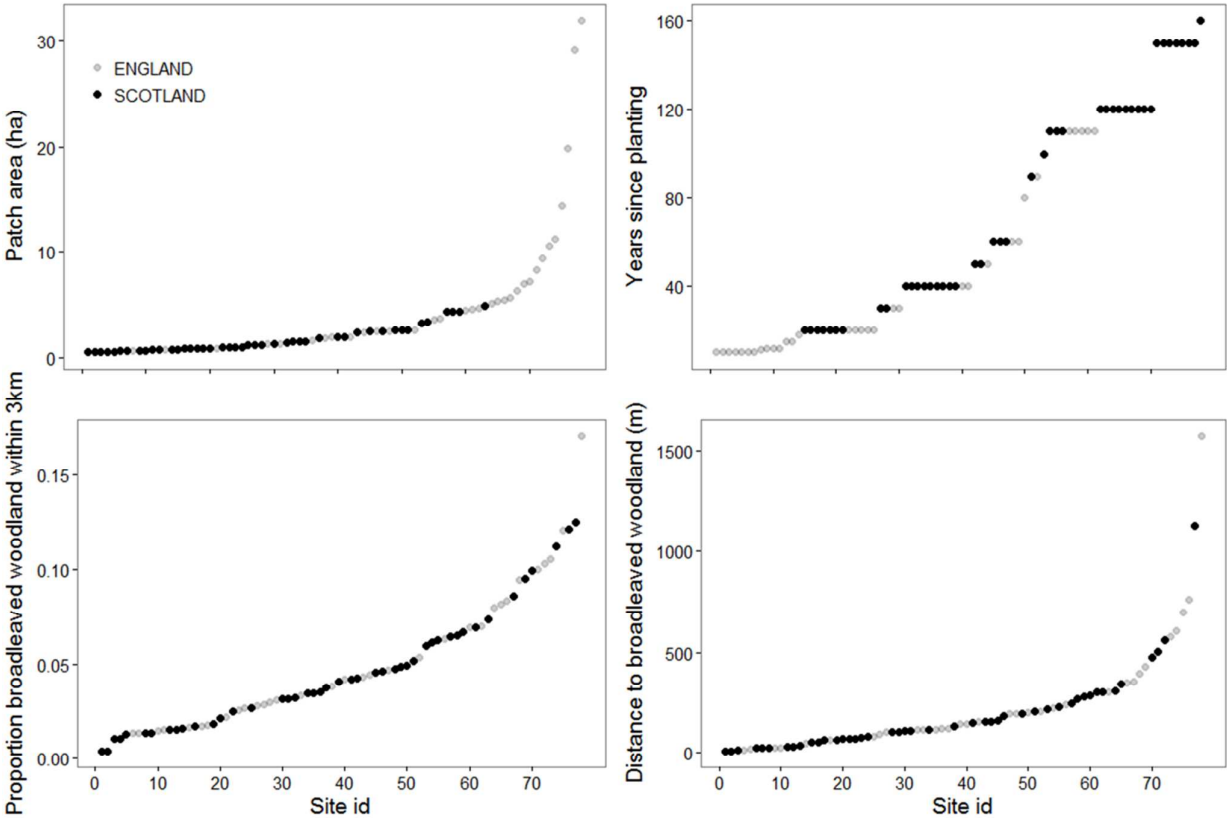 Patch area (ha)
30
20
10
0
ENGLAND
SCOTLAND
Years since planting
160
120
80
40
Proportion broadleaved woodland within 3km
0.15
0.10
0.05
0.00
0 10 20 30 40 50 60 70
Site id
Distance to broadleaved woodland (m)
1500
1000
500
0
0 10 20 30 40 50 60 70
Site id